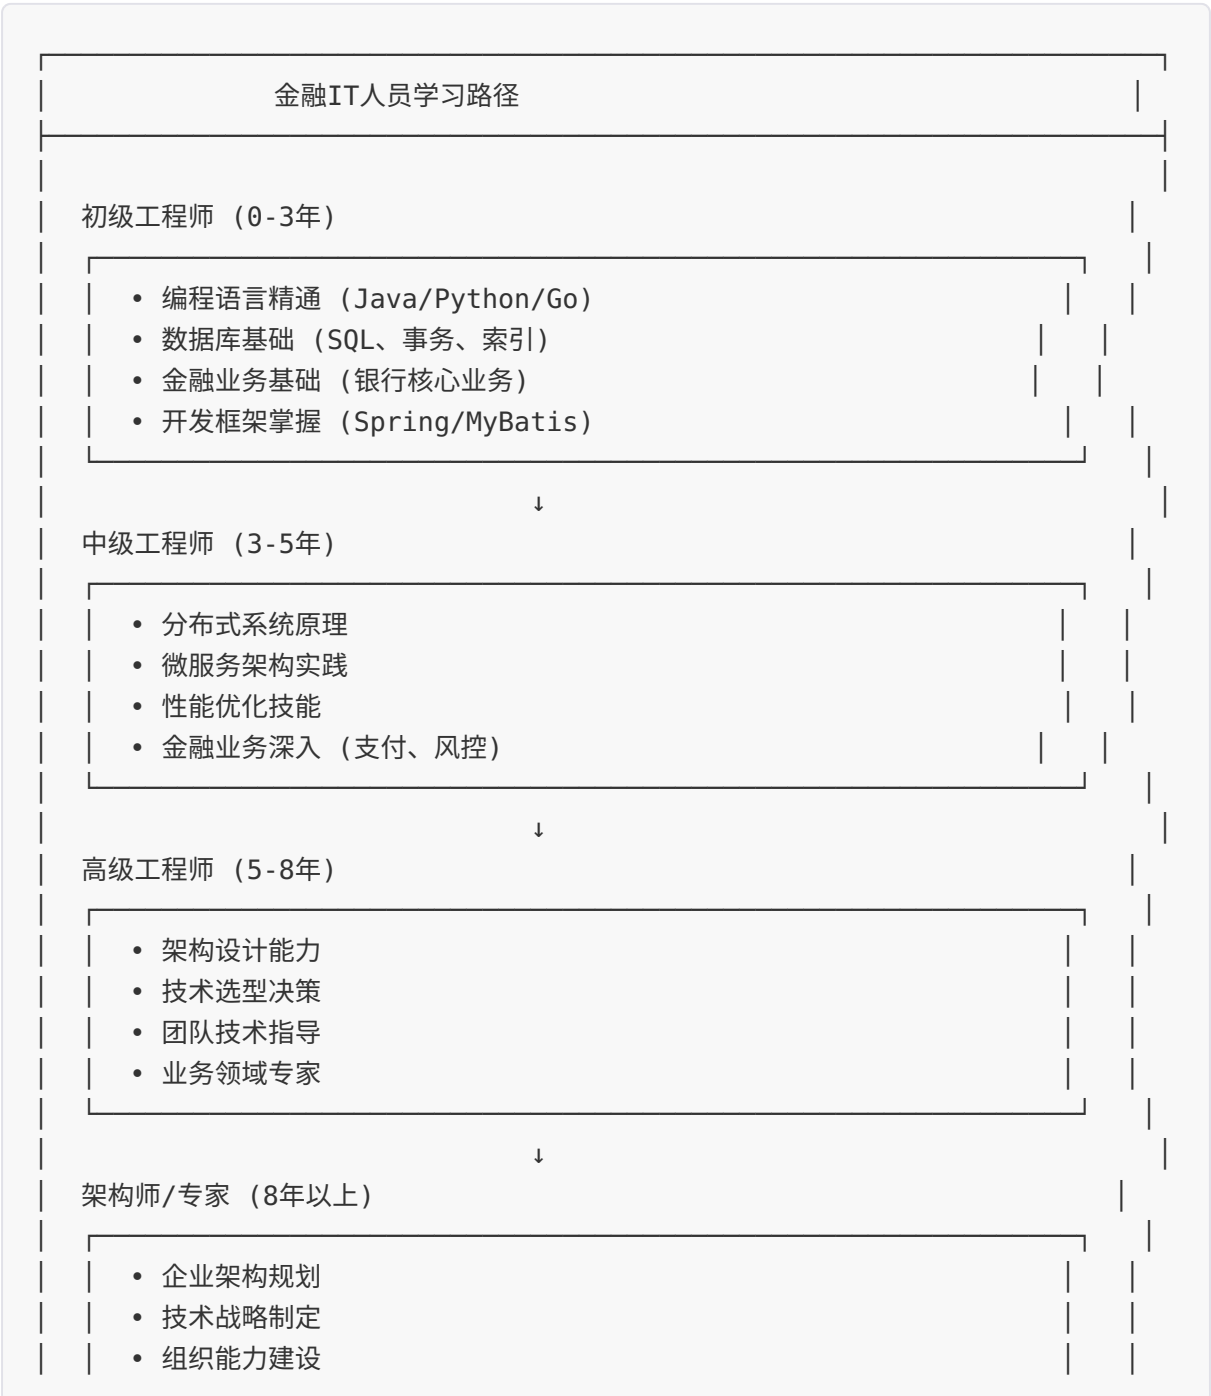 金融IT人员学习路径
初级工程师 (0-3年)
• 编程语言精通 (Java/Python/Go)
• 数据库基础 (SQL、事务、索引)
• 金融业务基础 (银行核心业务)
• 开发框架掌握 (Spring/MyBatis)
↓
中级工程师 (3-5年)
• 分布式系统原理
• 微服务架构实践
• 性能优化技能
• 金融业务深入 (支付、风控)
↓
高级工程师 (5-8年)
• 架构设计能力
• 技术选型决策
• 团队技术指导
• 业务领域专家
↓
架构师/专家 (8年以上)
• 企业架构规划
• 技术战略制定
• 组织能力建设